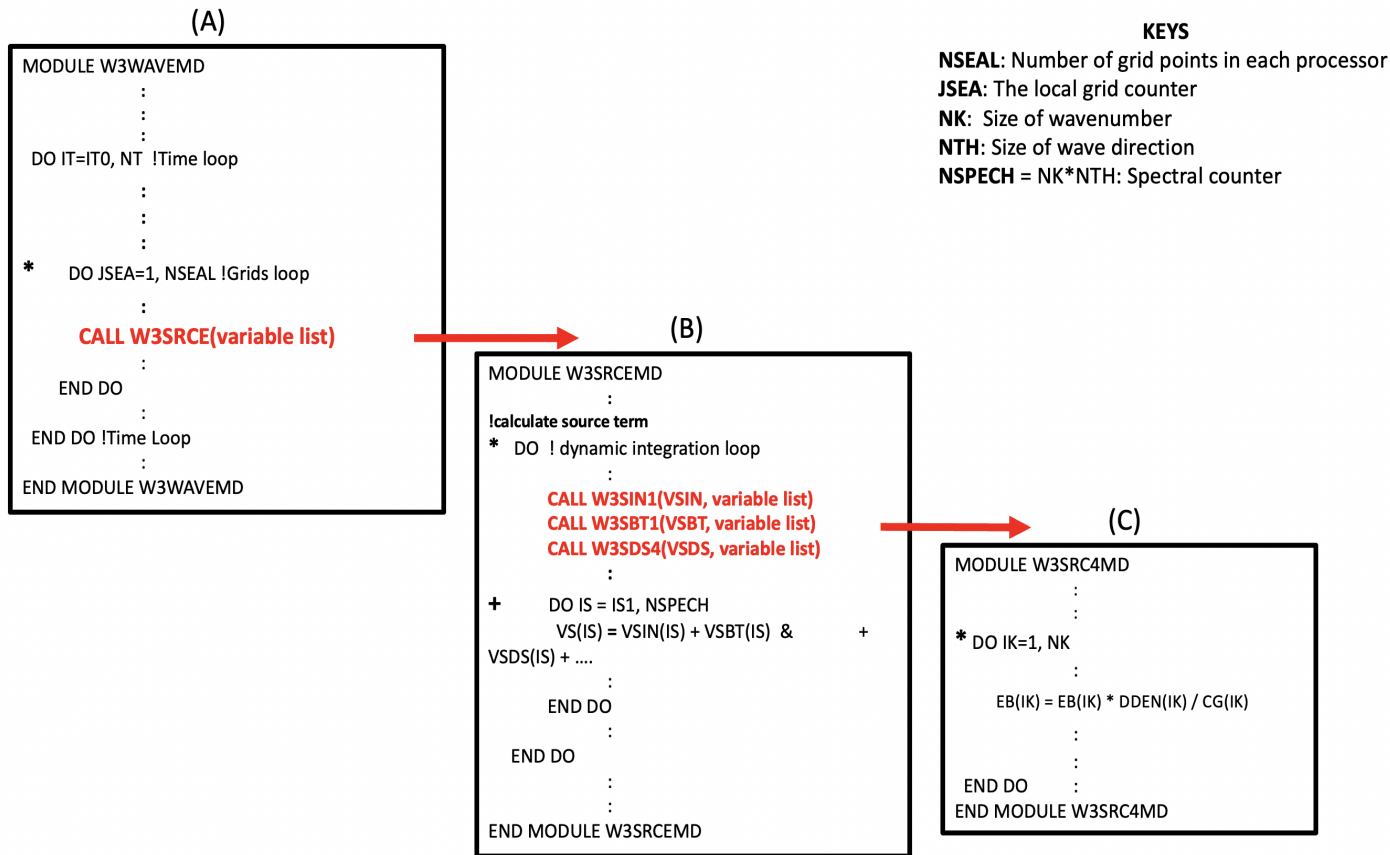 (A)
MODULE W3WAVEMD
:
:
:
DO IT=IT0, NT !Time loop
:
:
:
* DO JSEA=1, NSEAL !Grids loop
:
CALL W3SRCE(variable list)
:
END DO
:
END DO !Time Loop
:
END MODULE W3WAVEMD
KEYS
NSEAL: Number of grid points in each processor
JSEA: The local grid counter
NK: Size of wavenumber
NTH: Size of wave direction
NSPECH = NK*NTH: Spectral counter
(B)
MODULE W3SRCEMD
:
!calculate source term
* DO ! dynamic integration loop
:
CALL W3SIN1(VSIN, variable list)
CALL W3SBT1(VSBT, variable list)
CALL W3SDS4(VSDS, variable list)
:
+ DO IS = IS1, NSPECH
VS(IS) = VSIN(IS) + VSBT(IS) & +
VSDS(IS) + ....
:
END DO
:
END DO
:
:
END MODULE W3SRCEMD
(C)
MODULE W3SRC4MD
:
:
* DO IK=1, NK
:
EB(IK) = EB(IK) * DDEN(IK) / CG(IK)
:
:
END DO :
END MODULE W3SRC4MD